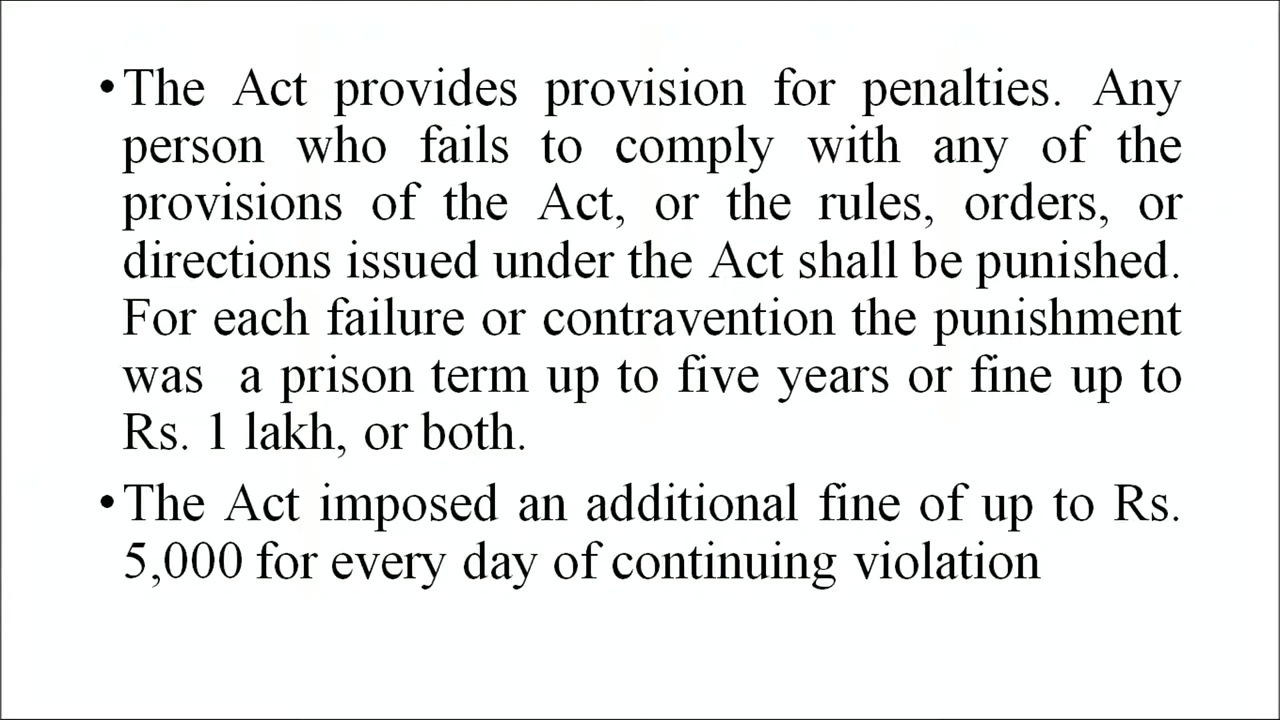 •The Act provides provision for penalties. Any
person who fails to comply with any of the
provisions of the Act, or the rules, orders, or
directions issued under the Act shall be punished.
For each failure or contravention the punishment
was a prison term up to five years or fine up to
Rs. 1 lakh, or both.
•The Act imposed an additional fine of up to Rs.
5,000 for every day of continuing violation